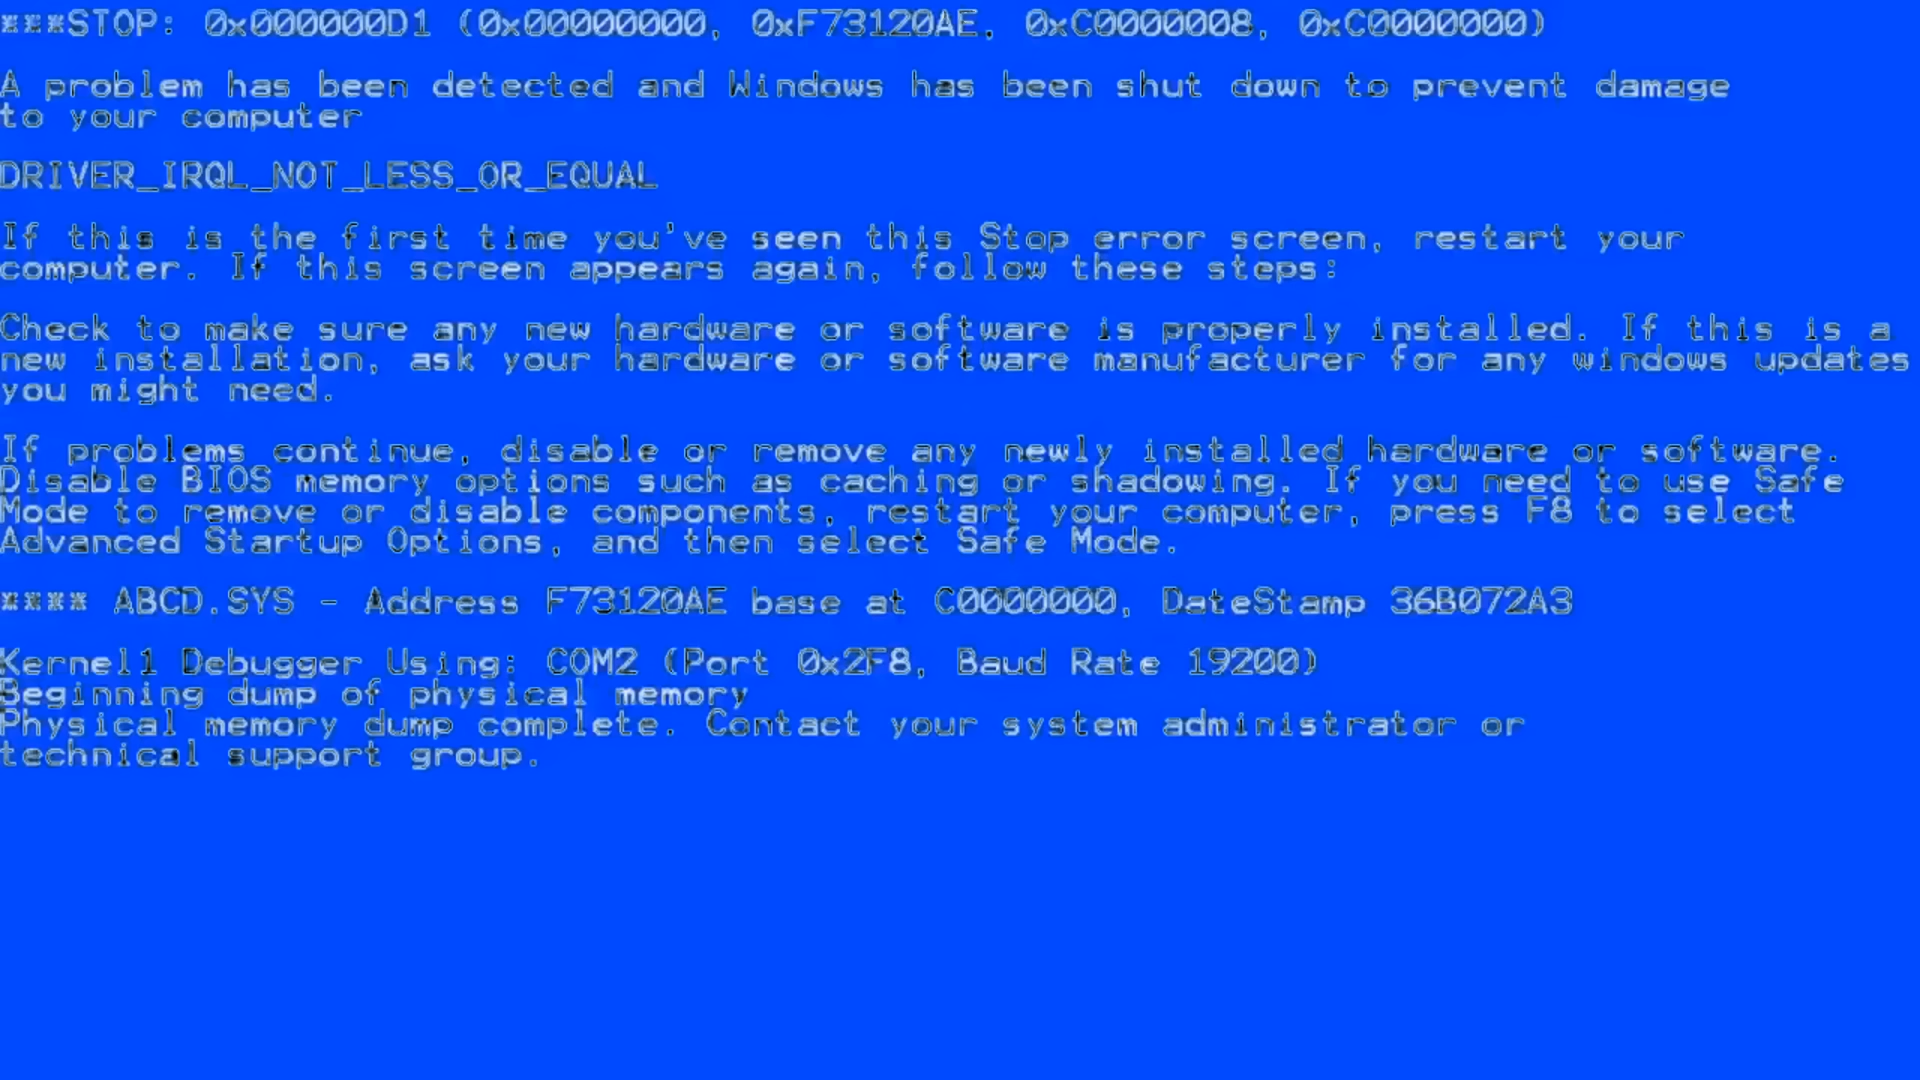 ***STOP: 0x000000D1 (0x00000000, 0xF73120AE, 0xC0000008, 0xC0000000)
A problem has been detected and Windows has been shut down to prevent damage
to your computer
DRIVER_IRQL_NOT_LESS_OR_EQUAL
If this is the first time you've seen this Stop error screen, restart your
computer. If this screen appears again, follow these steps:
Check to make sure any new hardware or software is properly installed. If this is a
new installation, ask your hardware or software manufacturer for any windows updates
you might need.
If problems continue, disable or remove any newly installed hardware or software.
Disable BIOS memory options such as caching or shadowing. If you need to use Safe
Mode to remove or disable components, restart your computer, press F8 to select
Advanced Startup Options, and then select Safe Mode.
**** ABCD.SYS - Address F73120AE base at C0000000, DateStamp 36B072A3
Kernel1 Debugger Using: COM2 (Port 0x2F8, Baud Rate 19200)
Beginning dump of physical memory
Physical memory dump complete. Contact your system administrator or
technical support group.